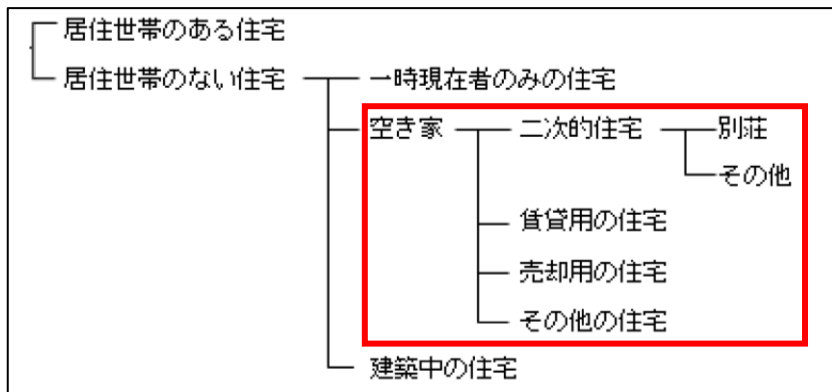 居住世帯のある住宅
居住世帯のない住宅 一時現在者のみの住宅
空き家 二次的住宅 別荘
その他
賃貸用の住宅
売却用の住宅
その他の住宅
建築中の住宅